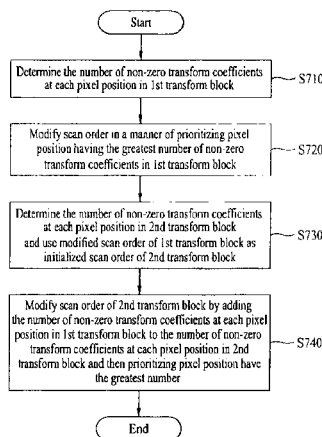 Start
Determine the number of non-zero transform coefficients
at each pixel position in 1st transform block
S710
Modify scan order in a manner of prioritizing pixel
position having the greatest number of non-zero
transform coefficients in 1st transform block
S720
Determine the number of non-zero transform coefficients
at each pixel position in 2nd transform block
and use modified scan order of 1st transform block as
initialized scan order of 2nd transform block
S730
Modify scan order of 2nd transform block by adding
the number of non-zero transform coefficients at each pixel
position in 1st transform block to the number of non-zero
transform coefficients at each pixel position in 2nd
transform block and then prioritizing pixel position have
the greatest number
S740
End